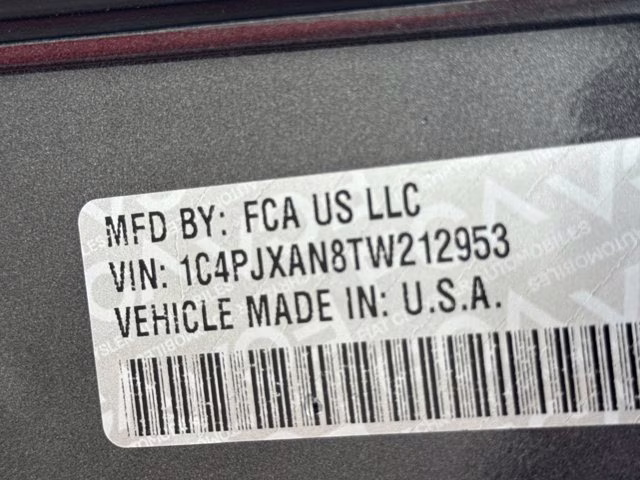 MFD BY: FCA US LLC
VIN: 1C4PJXAN8TW212953
VEHICLE MADE IN: U.S.A.